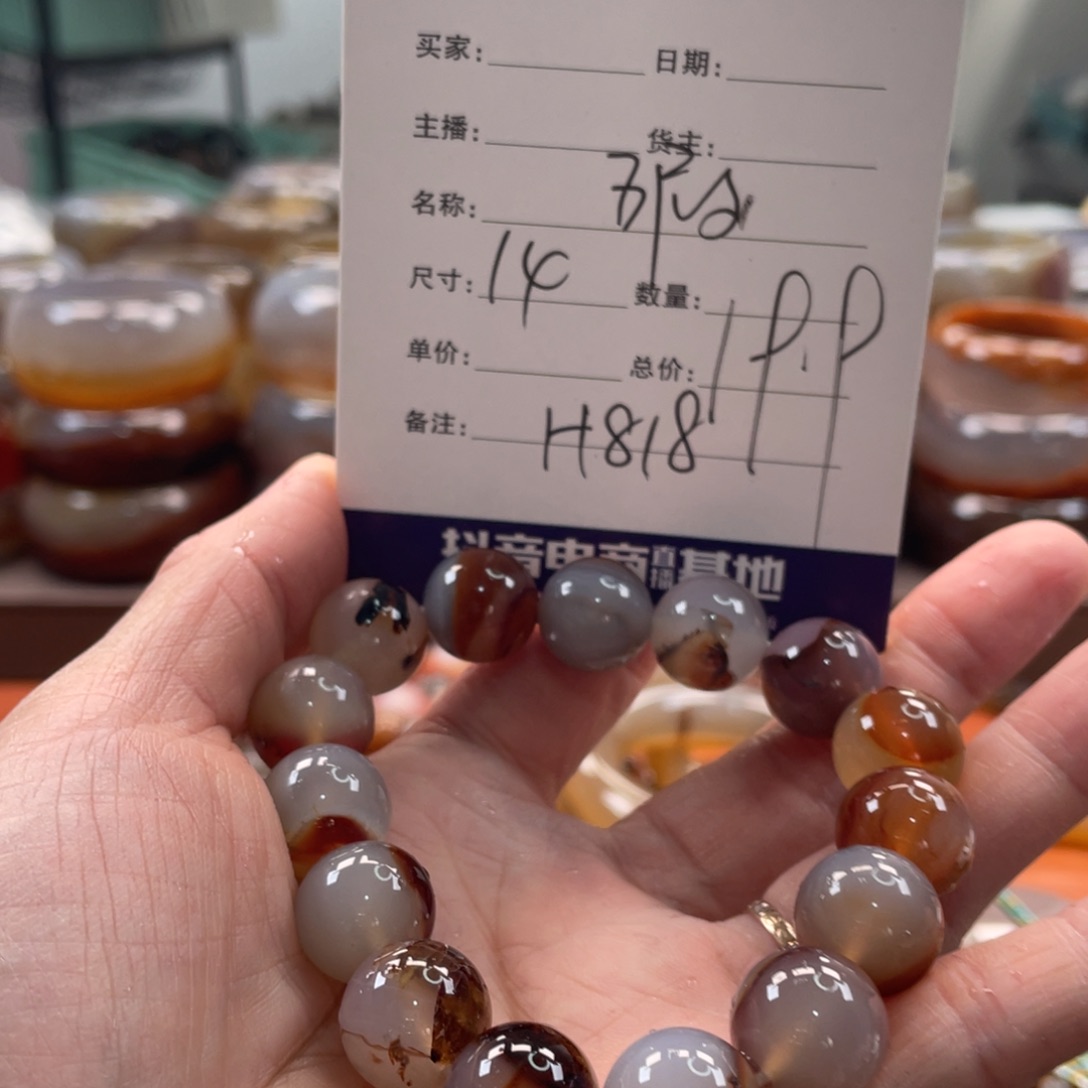 买家: 日期:
主播: 货主:
名称:
尺寸: 14 数量:
单价: 总价: 199
备注: H818
抖音电商直播基地